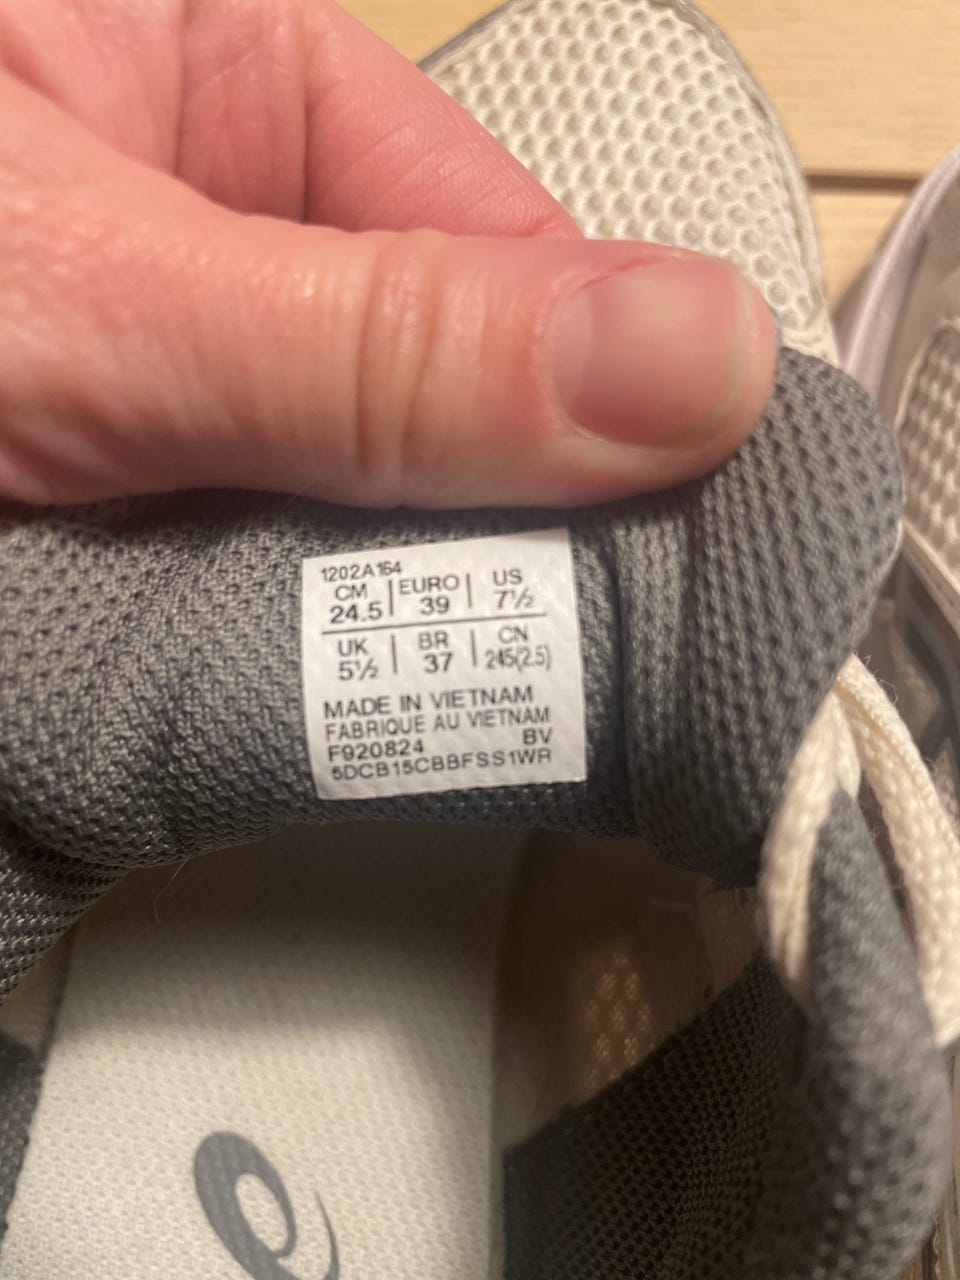 1202A164
CM EURO US
24.5 39 7½
UK BR CN
5½ 37 245(2.5)
MADE IN VIETNAM
FABRIQUE AU VIETNAM
F920824 BV
5DCB15CBBFSS1WR